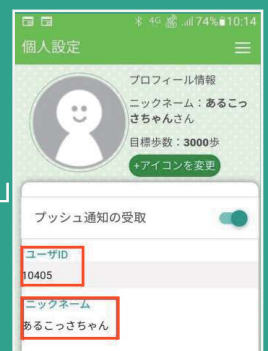 4G 74% 10:14
個人設定
プロフィール情報
ニックネーム：あるこっ
さちゃんさん
目標歩数：3000歩
+アイコンを変更
」
プッシュ通知の受取
ユーザID
10405
ニックネーム
あるこっさちゃん